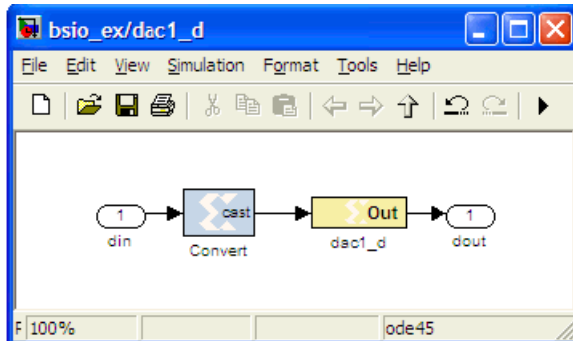 bsio_ex/dac1_d
File Edit View Simulation Format Tools Help
1 cast Out 1
din Convert dac1_d dout
F 100% ode45